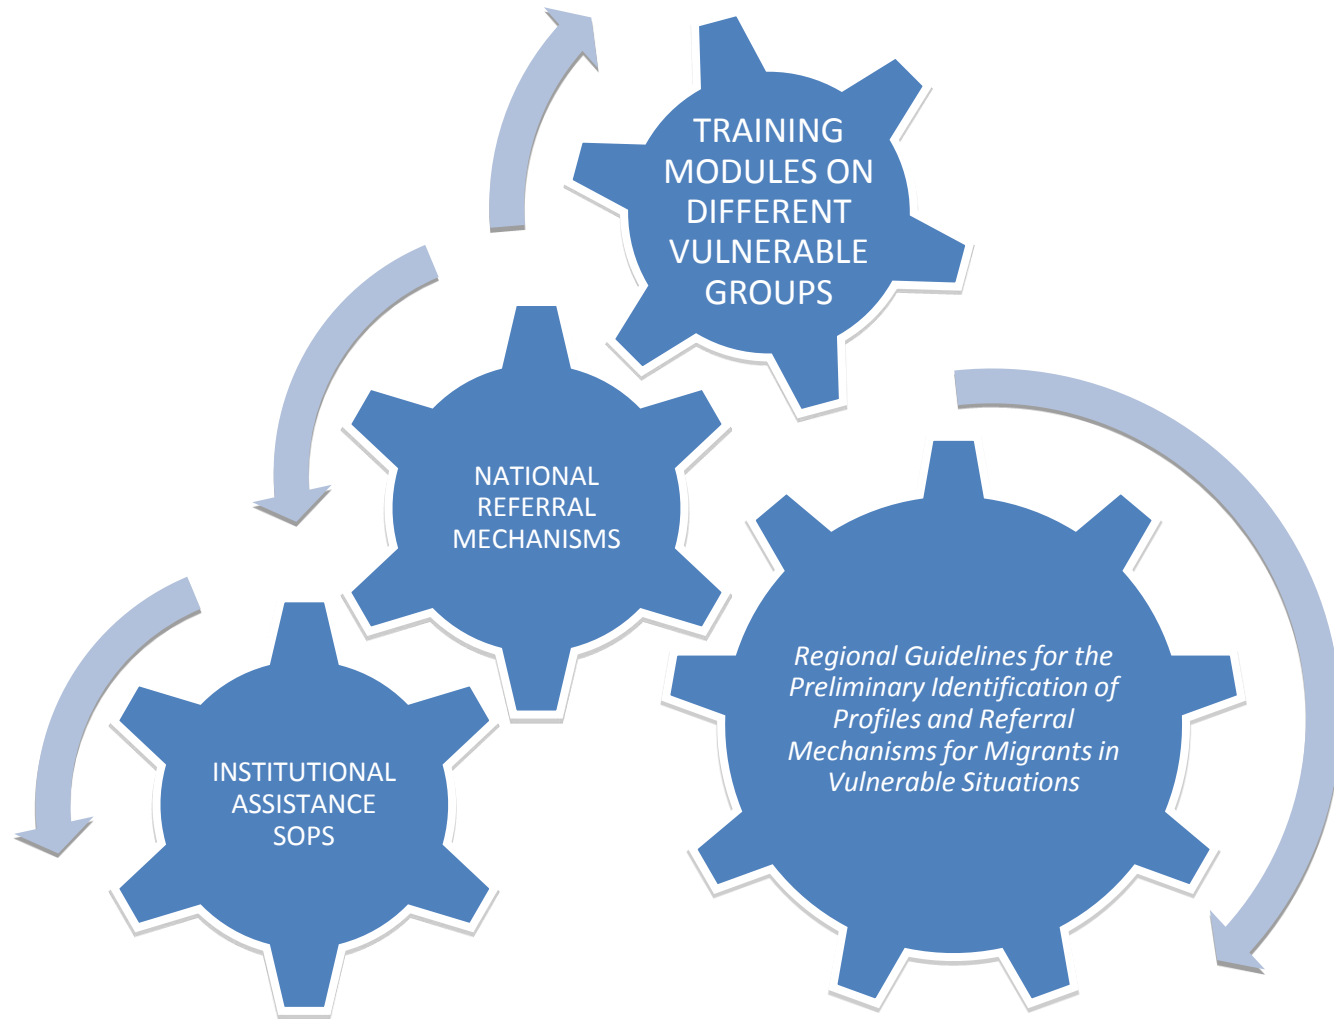 TRAINING
MODULES ON
DIFFERENT
VULNERABLE
GROUPS
NATIONAL
REFERRAL
MECHANISMS
Regional Guidelines for the
Preliminary Identification of
Profiles and Referral
Mechanisms for Migrants in
Vulnerable Situations
INSTITUTIONAL
ASSISTANCE
SOPS